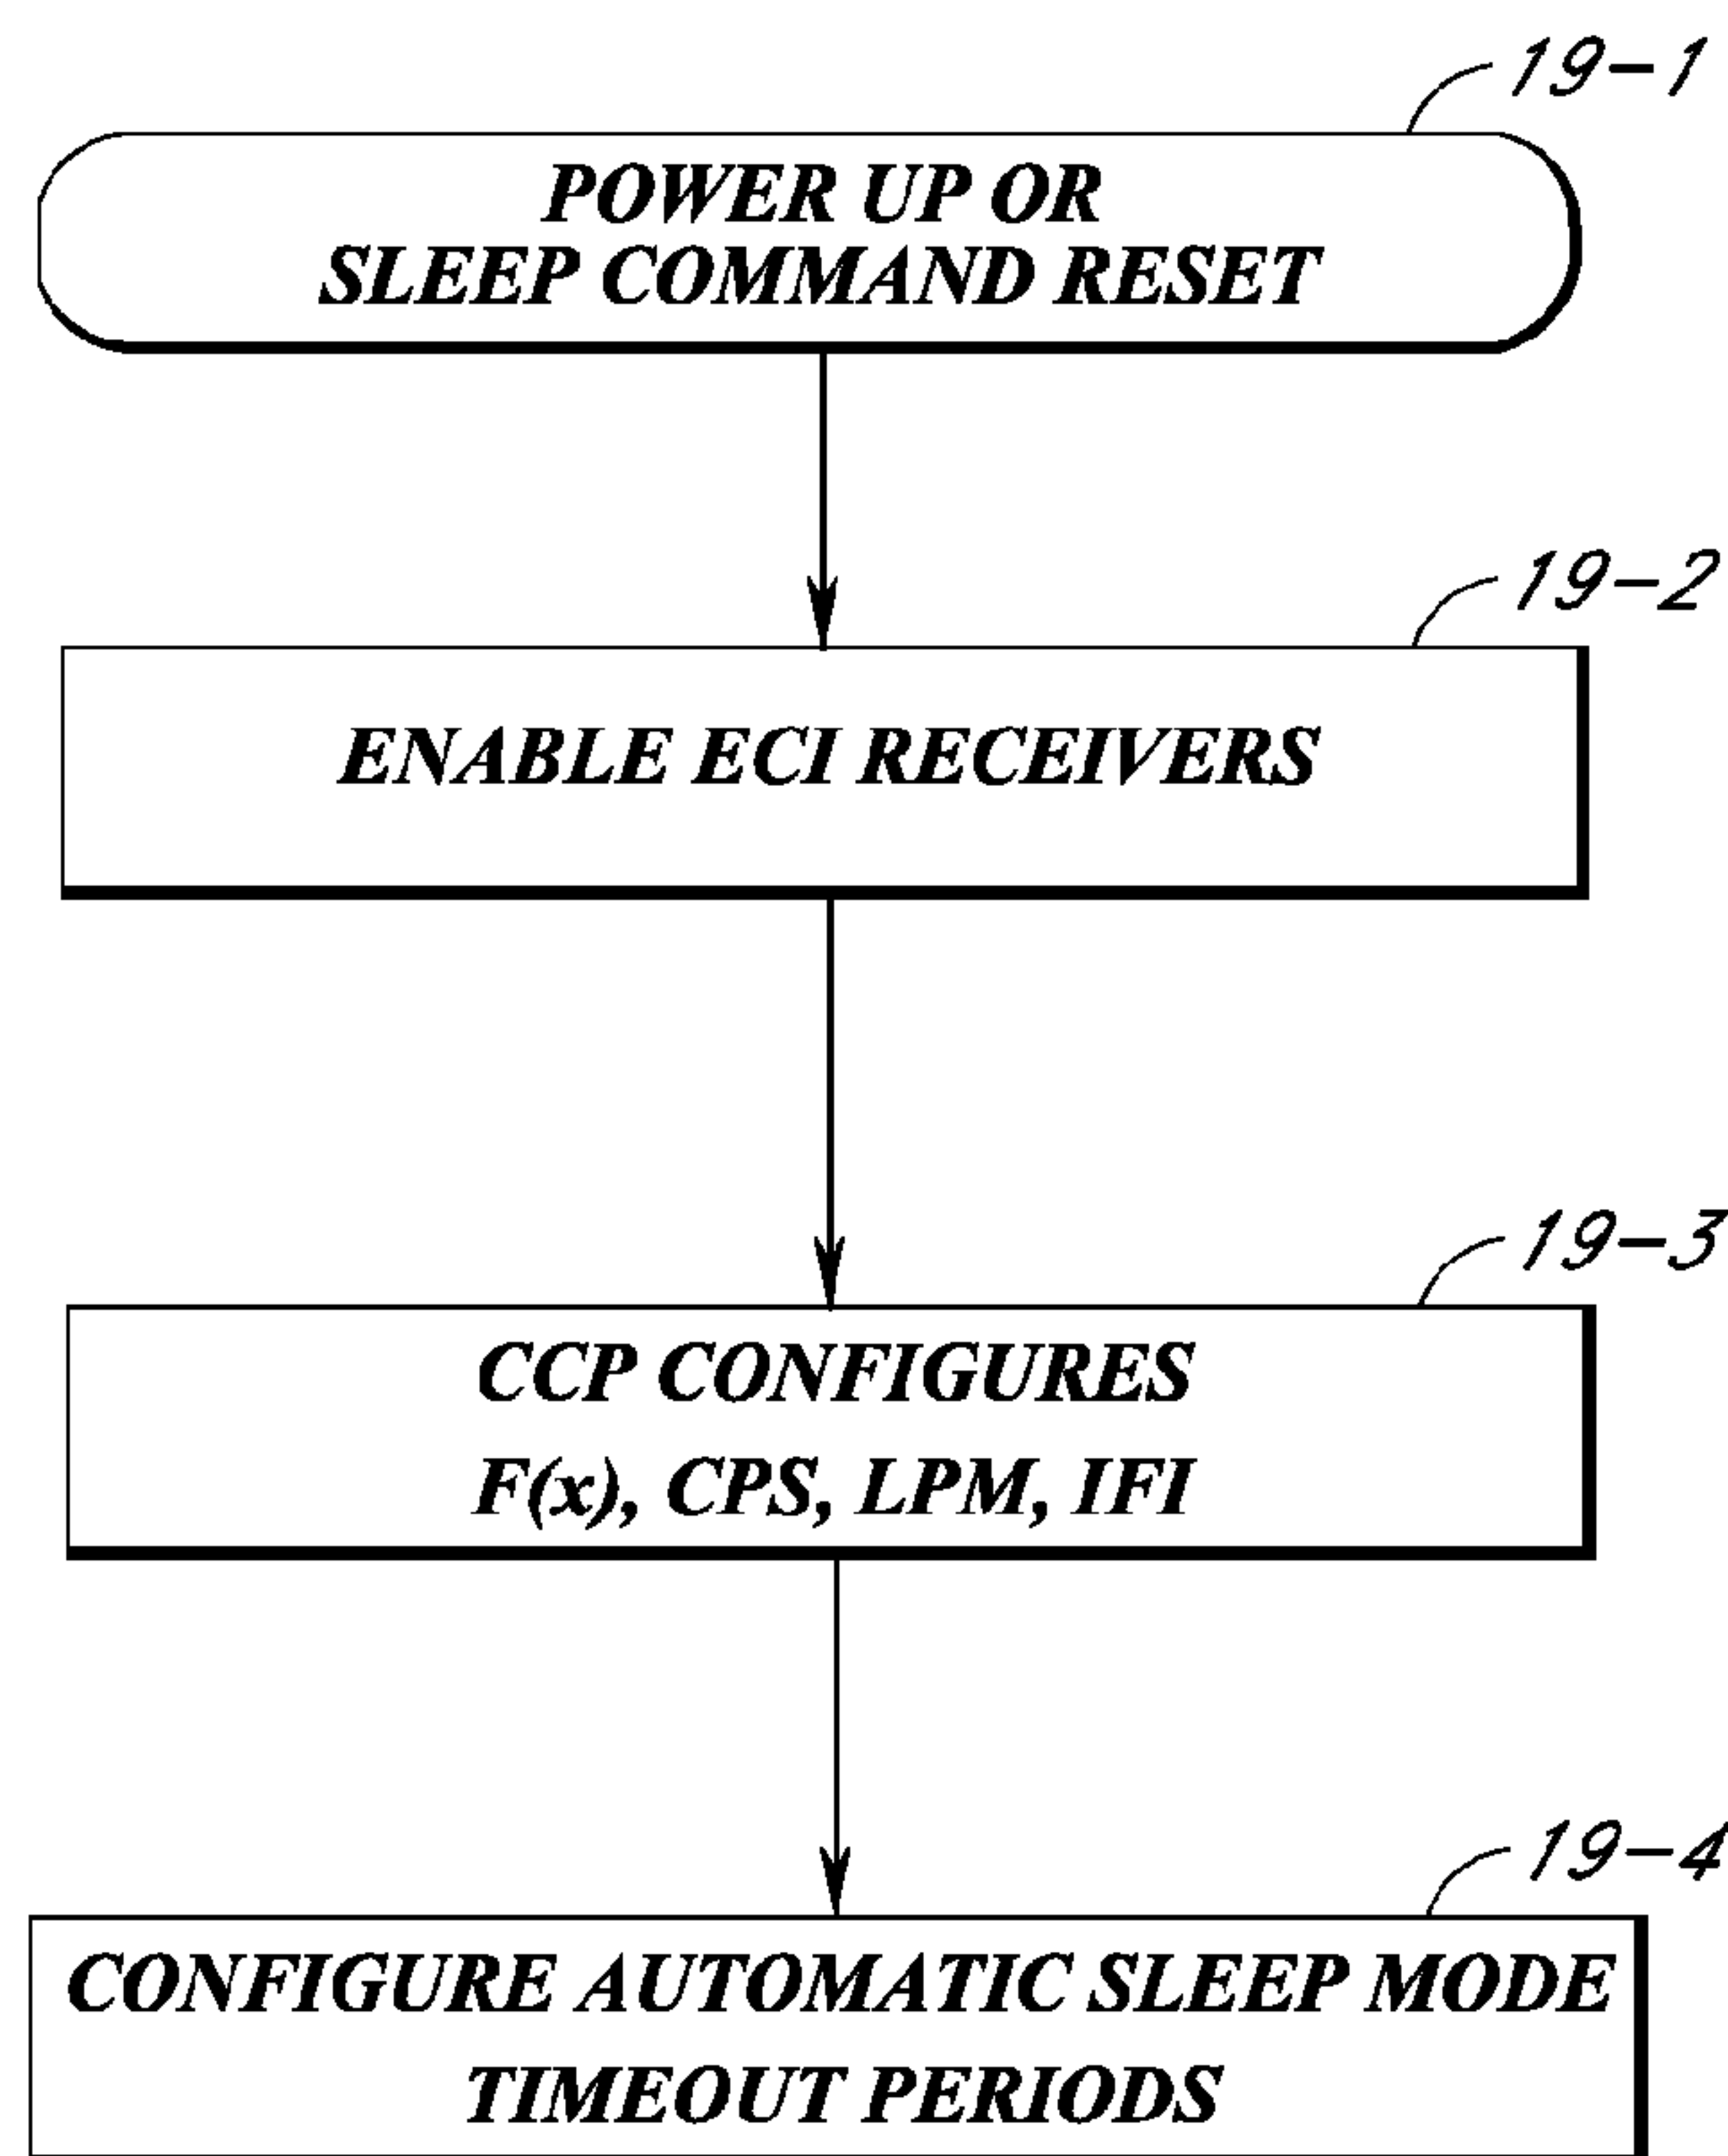 19-1
POWER UP OR
SLEEP COMMAND RESET
19-2
ENABLE ECI RECEIVERS
19-3
CCP CONFIGURES
F(x), CPS, LPM, IFI
19-4
CONFIGURE AUTOMATIC SLEEP MODE
TIMEOUT PERIODS